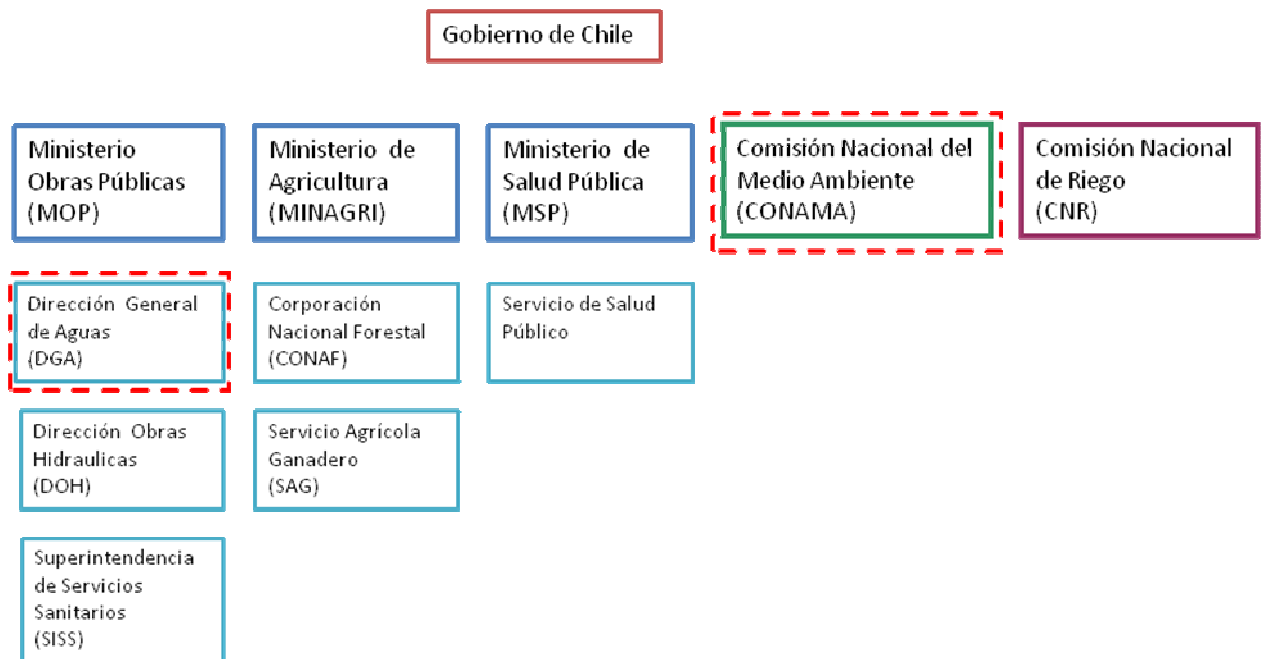 Gobierno de Chile
Ministerio
Obras Públicas
(MOP)
Ministerio de
Agricultura
(MINAGRI)
Ministerio de
Salud Pública
(MSP)
Comisión Nacional del
Medio Ambiente
(CONAMA)
Comisión Nacional
de Riego
(CNR)
Dirección General
de Aguas
(DGA)
Corporación
Nacional Forestal
(CONAF)
Servicio de Salud
Público
Dirección Obras
Hidraulicas
(DOH)
Servicio Agrícola
Ganadero
(SAG)
Superintendencia
de Servicios
Sanitarios
(SISS)